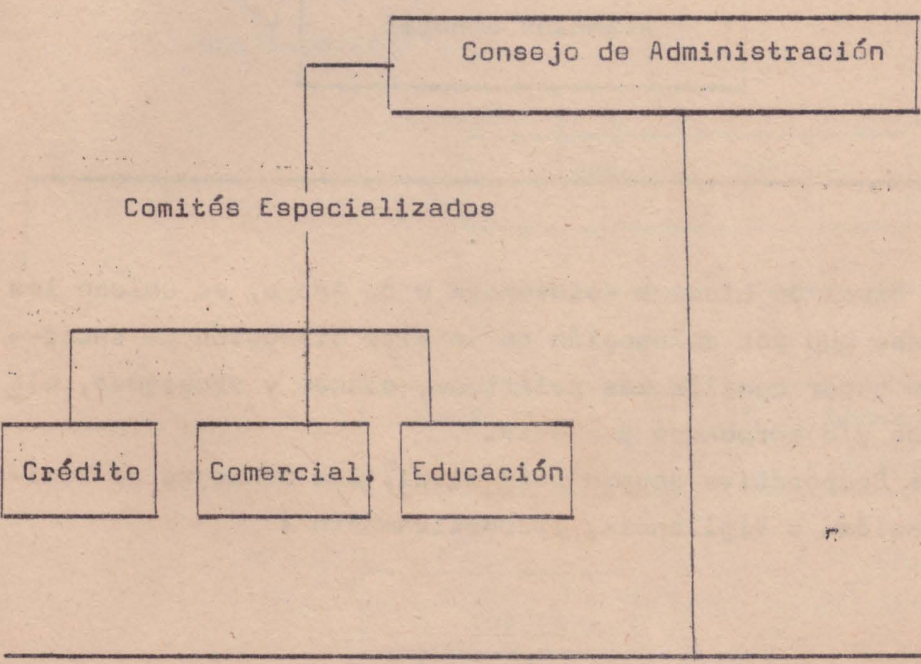 Consejo de Administración
Comités Especializados
Crédito
Comercial.
Educación